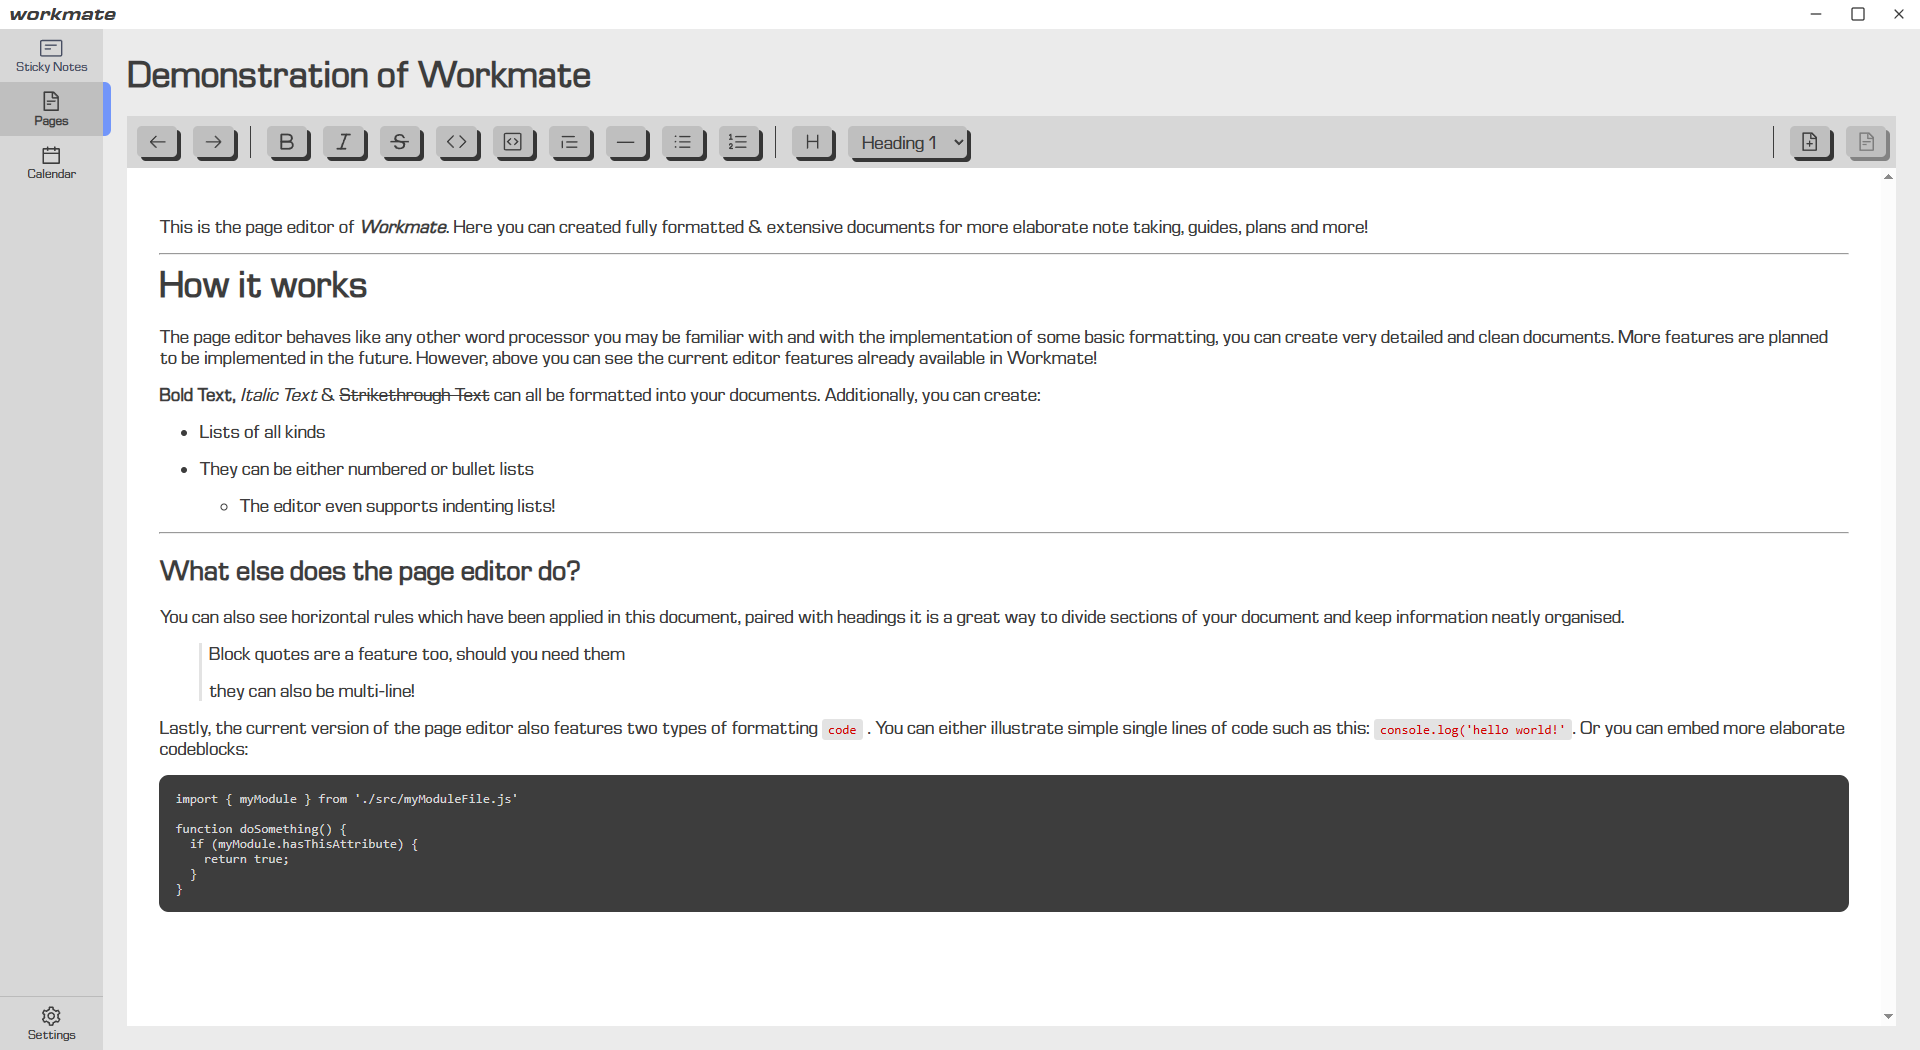 workmate
Sticky Notes
Pages
Calendar
Settings
Demonstration of Workmate
B I S H Heading 1
This is the page editor of Workmate. Here you can created fully formatted & extensive documents for more elaborate note taking, guides, plans and more!
How it works
The page editor behaves like any other word processor you may be familiar with and with the implementation of some basic formatting, you can create very detailed and clean documents. More features are planned
to be implemented in the future. However, above you can see the current editor features already available in Workmate!
Bold Text, Italic Text & Strikethrough Text can all be formatted into your documents. Additionally, you can create:
• Lists of all kinds
• They can be either numbered or bullet lists
◦ The editor even supports indenting lists!
What else does the page editor do?
You can also see horizontal rules which have been applied in this document, paired with headings it is a great way to divide sections of your document and keep information neatly organised.
Block quotes are a feature too, should you need them
they can also be multi-line!
Lastly, the current version of the page editor also features two types of formatting code . You can either illustrate simple single lines of code such as this: console.log('hello world!' . Or you can embed more elaborate
codeblocks:
import { myModule } from './src/myModuleFile.js'
function doSomething() {
  if (myModule.hasThisAttribute) {
    return true;
  }
}